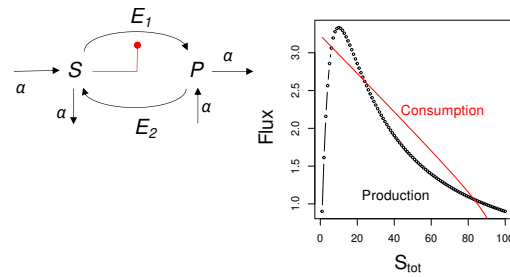 E1
α S P α
α α
E2
Flux
3.0
2.5
2.0
1.5
1.0
Consumption
Production
0 20 40 60 80 100
Stot